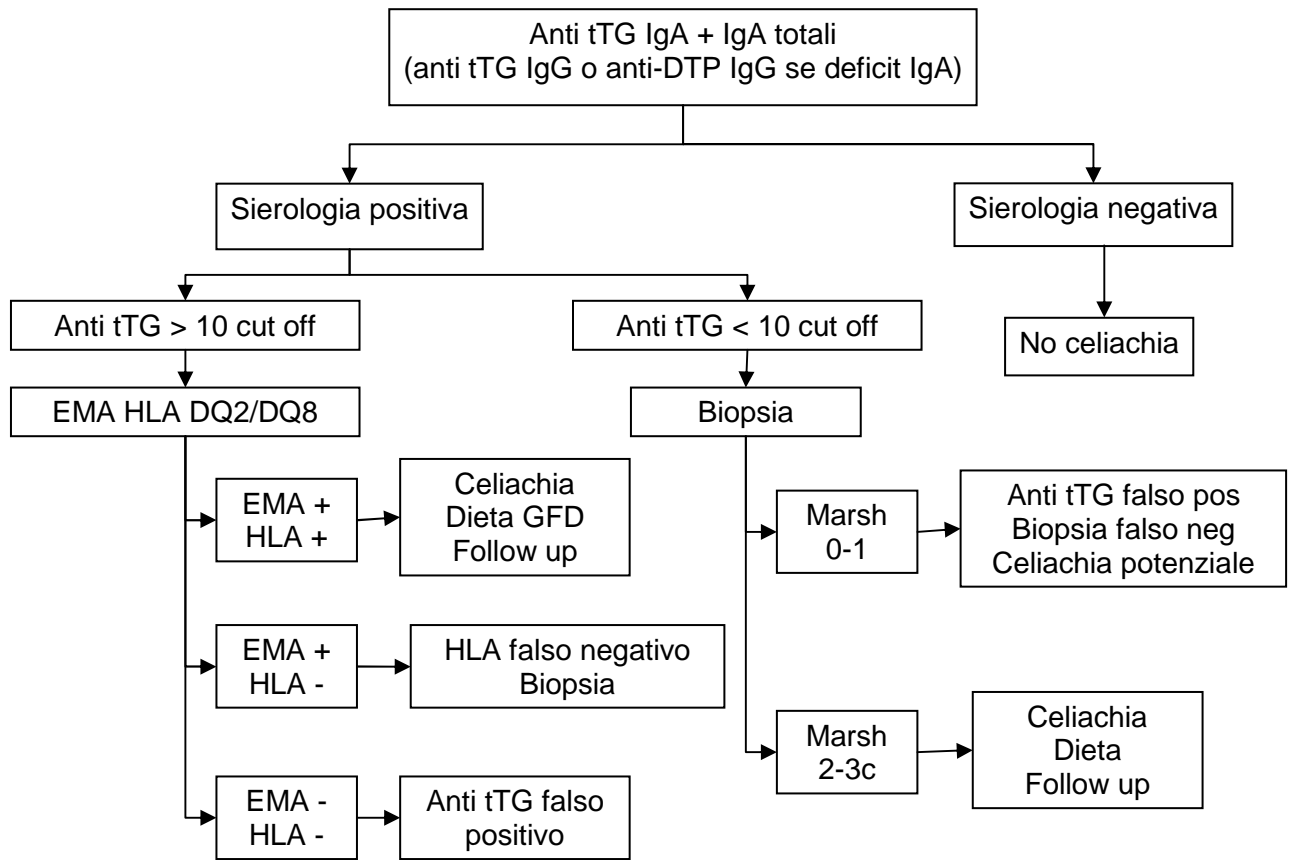 Anti tTG IgA + IgA totali
(anti tTG IgG o anti-DTP IgG se deficit IgA)
Sierologia positiva
Sierologia negativa
Anti tTG > 10 cut off
Anti tTG < 10 cut off
No celiachia
EMA HLA DQ2/DQ8
Biopsia
EMA +
HLA +
Celiachia
Dieta GFD
Follow up
Marsh
0-1
Anti tTG falso pos
Biopsia falso neg
Celiachia potenziale
EMA +
HLA -
HLA falso negativo
Biopsia
Marsh
2-3c
Celiachia
Dieta
Follow up
EMA -
HLA -
Anti tTG falso
positivo